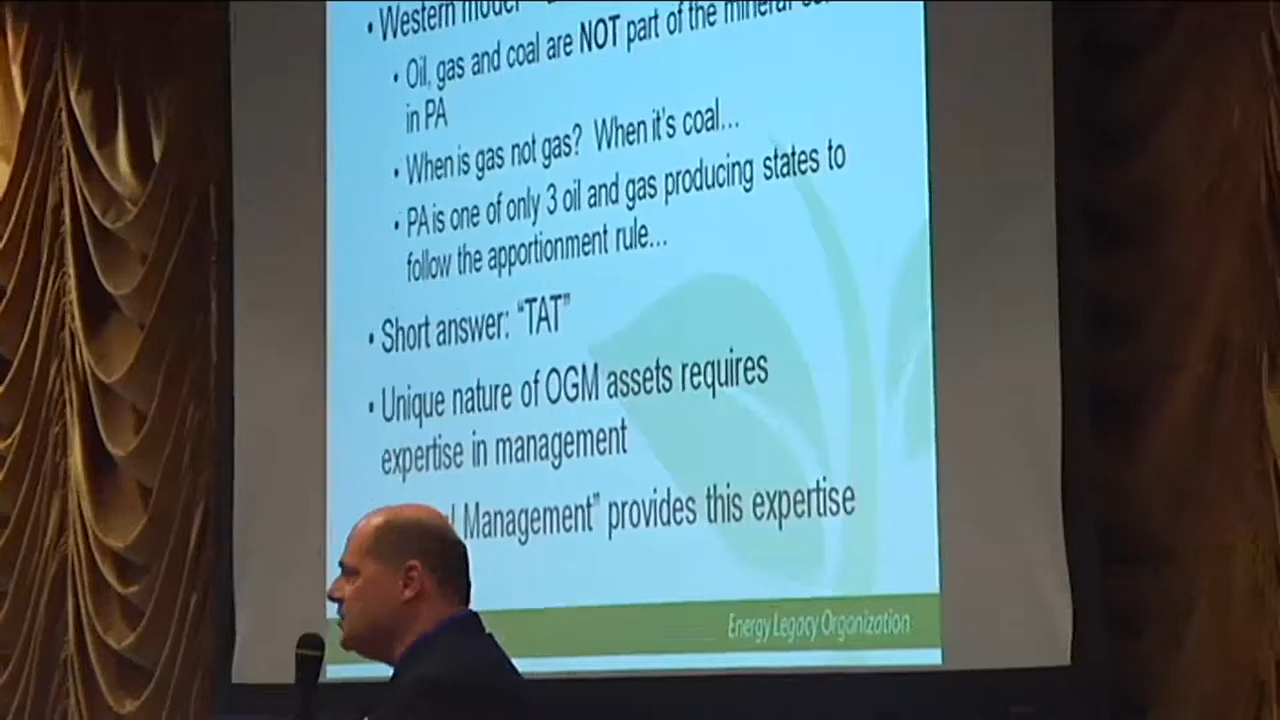 • Western model
• Oil, gas and coal are NOT part of the mineral
in PA
• When is gas not gas? When it's coal...
• PA is one of only 3 oil and gas producing states to
follow the apportionment rule...
• Short answer: “TAT”
• Unique nature of OGM assets requires
expertise in management
Management” provides this expertise
Energy Legacy Organization